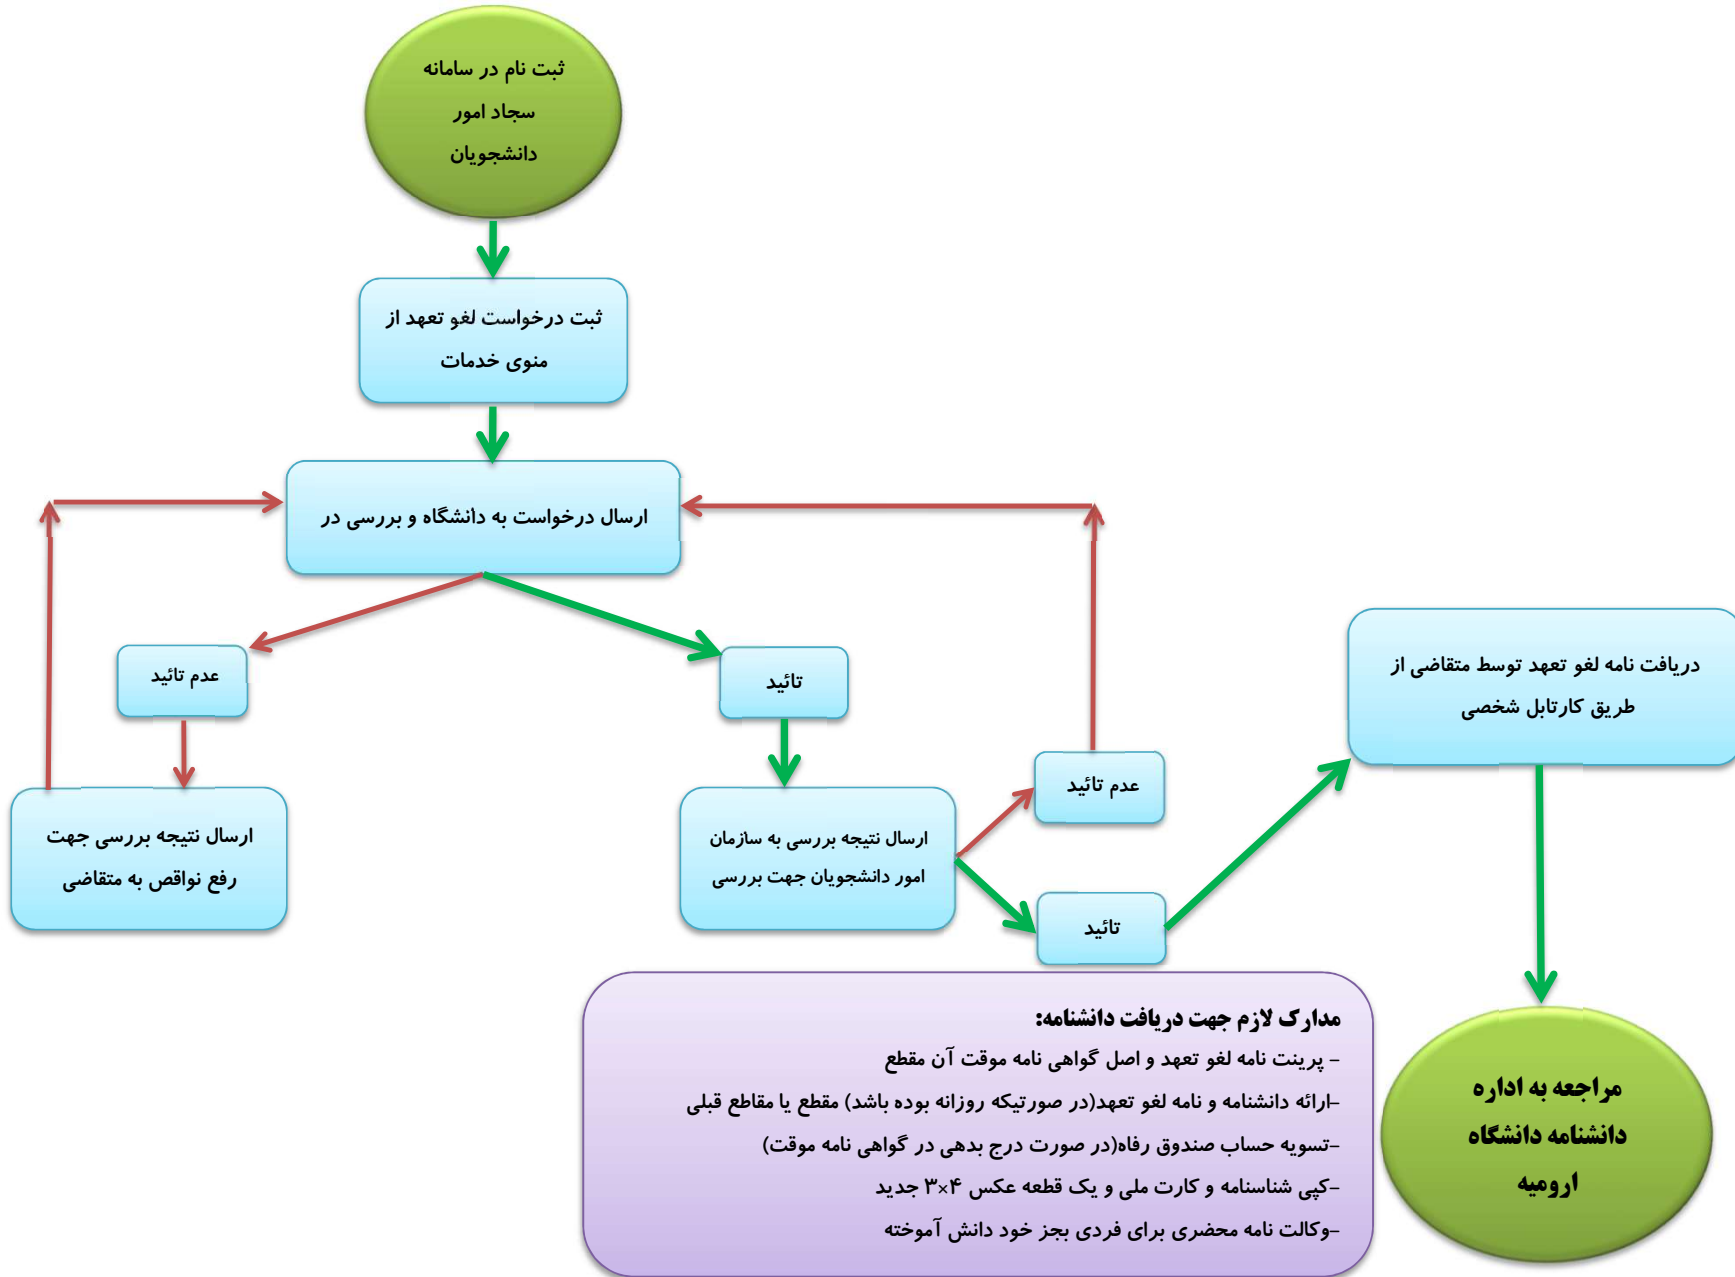 ثبت نام در سامانه
سجاد امور
دانشجویان
ثبت درخواست لغو تعهد از
منوی خدمات
ارسال درخواست به دانشگاه و بررسی در
عدم تائید
تائید
ارسال نتیجه بررسی جهت
رفع نواقص به متقاضی
ارسال نتیجه بررسی به سازمان
امور دانشجویان جهت بررسی
عدم تائید
تائید
دریافت نامه لغو تعهد توسط متقاضی از
طریق کارتابل شخصی
مراجعه به اداره
دانشنامه دانشگاه
ارومیه
مدارک لازم جهت دریافت دانشنامه:
- پرینت نامه لغو تعهد و اصل گواهی نامه موقت آن مقطع
-ارائه دانشنامه و نامه لغو تعهد(در صورتیکه روزانه بوده باشد) مقطع یا مقاطع قبلی
-تسویه حساب صندوق رفاه(در صورت درج بدهی در گواهی نامه موقت)
-کپی شناسنامه و کارت ملی و یک قطعه عکس ۴×۳ جدید
-وکالت نامه محضری برای فردی بجز خود دانش آموخته